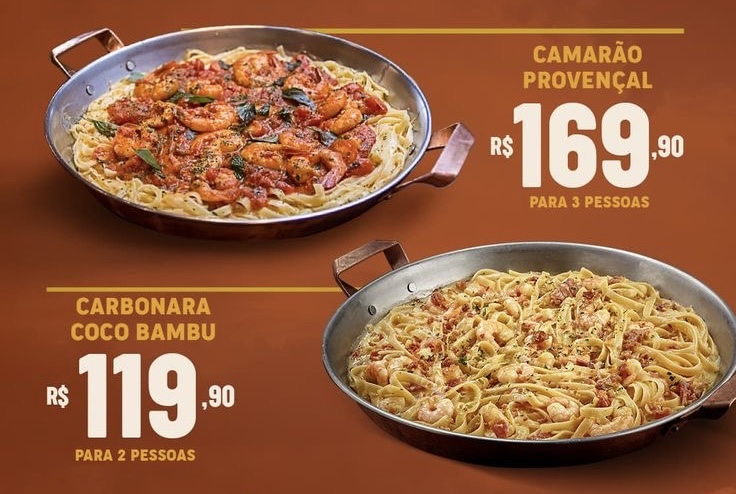 CAMARÃO
PROVENÇAL
R$ 169,90
PARA 3 PESSOAS
CARBONARA
COCO BAMBU
R$ 119,90
PARA 2 PESSOAS